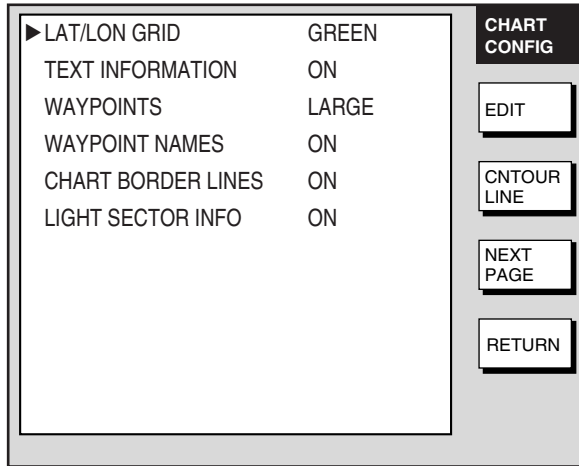 ▶LAT/LON GRID GREEN
TEXT INFORMATION ON
WAYPOINTS LARGE
WAYPOINT NAMES ON
CHART BORDER LINES ON
LIGHT SECTOR INFO ON
CHART
CONFIG
EDIT
CNTOUR
LINE
NEXT
PAGE
RETURN